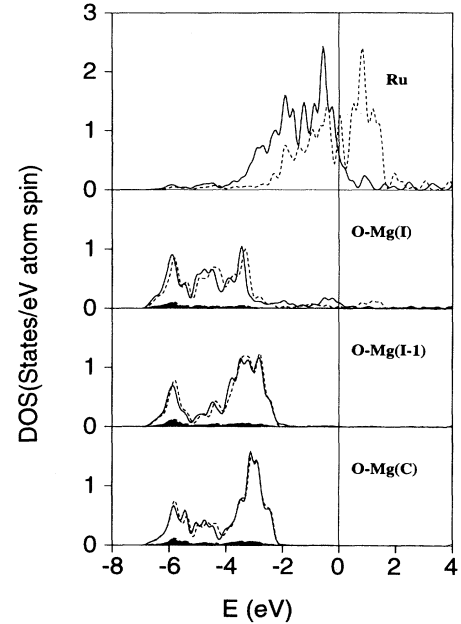 3
2
Ru
1
0
O-Mg(I)
1
0
O-Mg(I-1)
1
0
O-Mg(C)
1
0
-8 -6 -4 -2 0 2 4
E (eV)
DOS(States/eV atom spin)